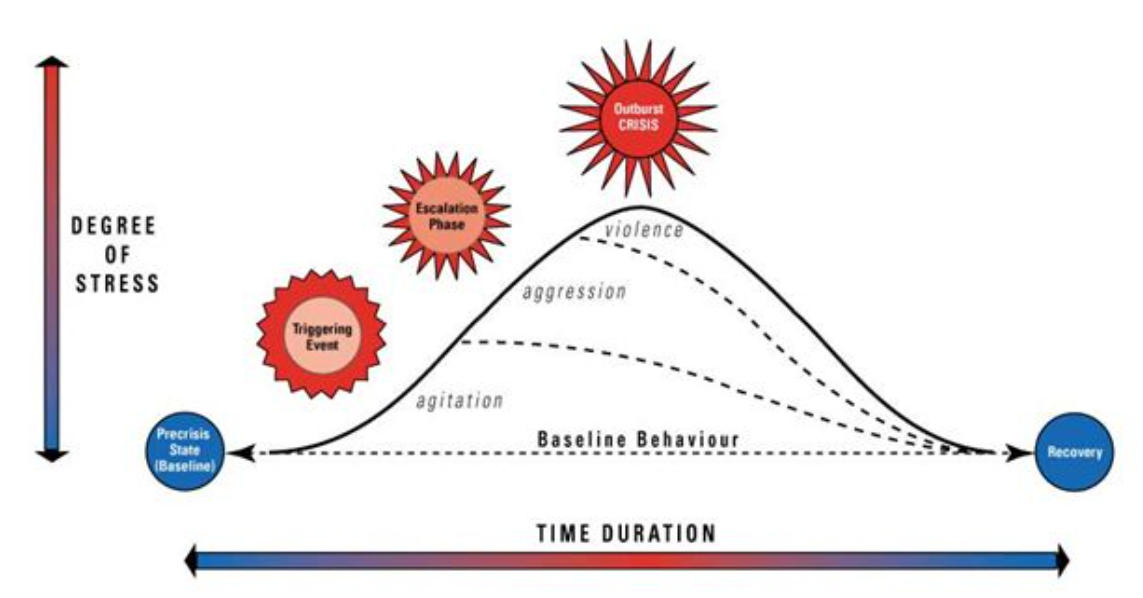 Outburst
CRISIS
Escalation
Phase
violence
DEGREE
OF
STRESS
aggression
Triggering
Event
agitation
Precrisis
State
(Baseline)
Baseline Behaviour
Recovery
TIME DURATION